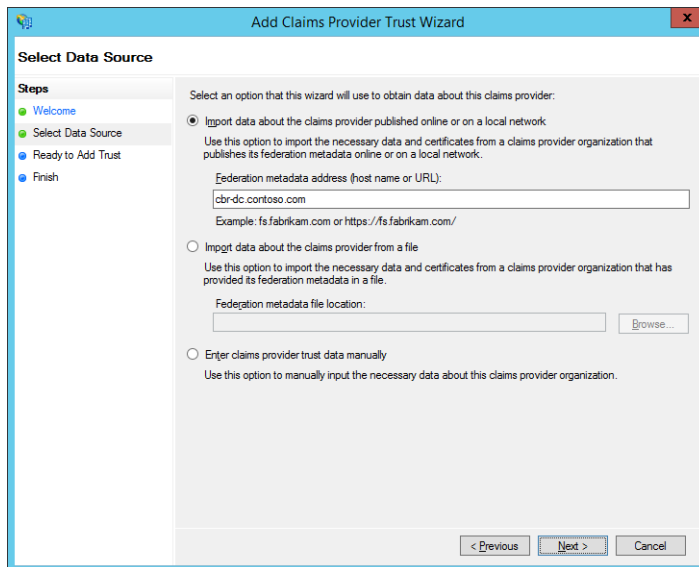 Add Claims Provider Trust Wizard
x
Select Data Source
Steps
Welcome
Select Data Source
Ready to Add Trust
Finish
Select an option that this wizard will use to obtain data about this claims provider:
Import data about the claims provider published online or on a local network
Use this option to import the necessary data and certificates from a claims provider organization that
publishes its federation metadata online or on a local network.
Federation metadata address (host name or URL):
cbr-dc.contoso.com
Example: fs.fabrikam.com or https://fs.fabrikam.com/
Import data about the claims provider from a file
Use this option to import the necessary data and certificates from a claims provider organization that has
provided its federation metadata in a file.
Federation metadata file location:
Browse...
Enter claims provider trust data manually
Use this option to manually input the necessary data about this claims provider organization.
< Previous
Next >
Cancel